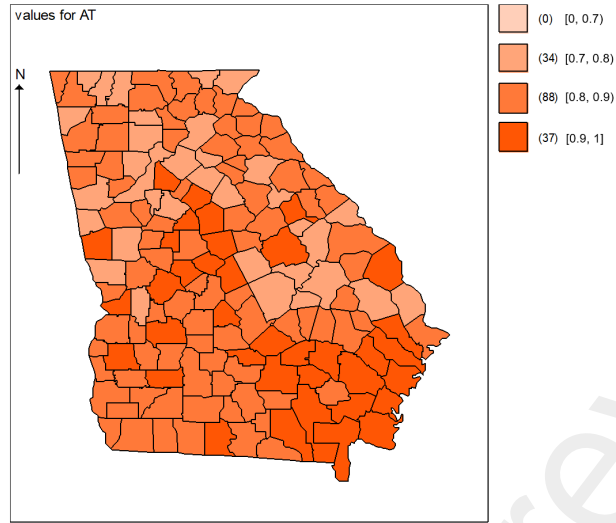 values for AT
N
(0) [0, 0.7)
(34) [0.7, 0.8)
(88) [0.8, 0.9)
(37) [0.9, 1]
re